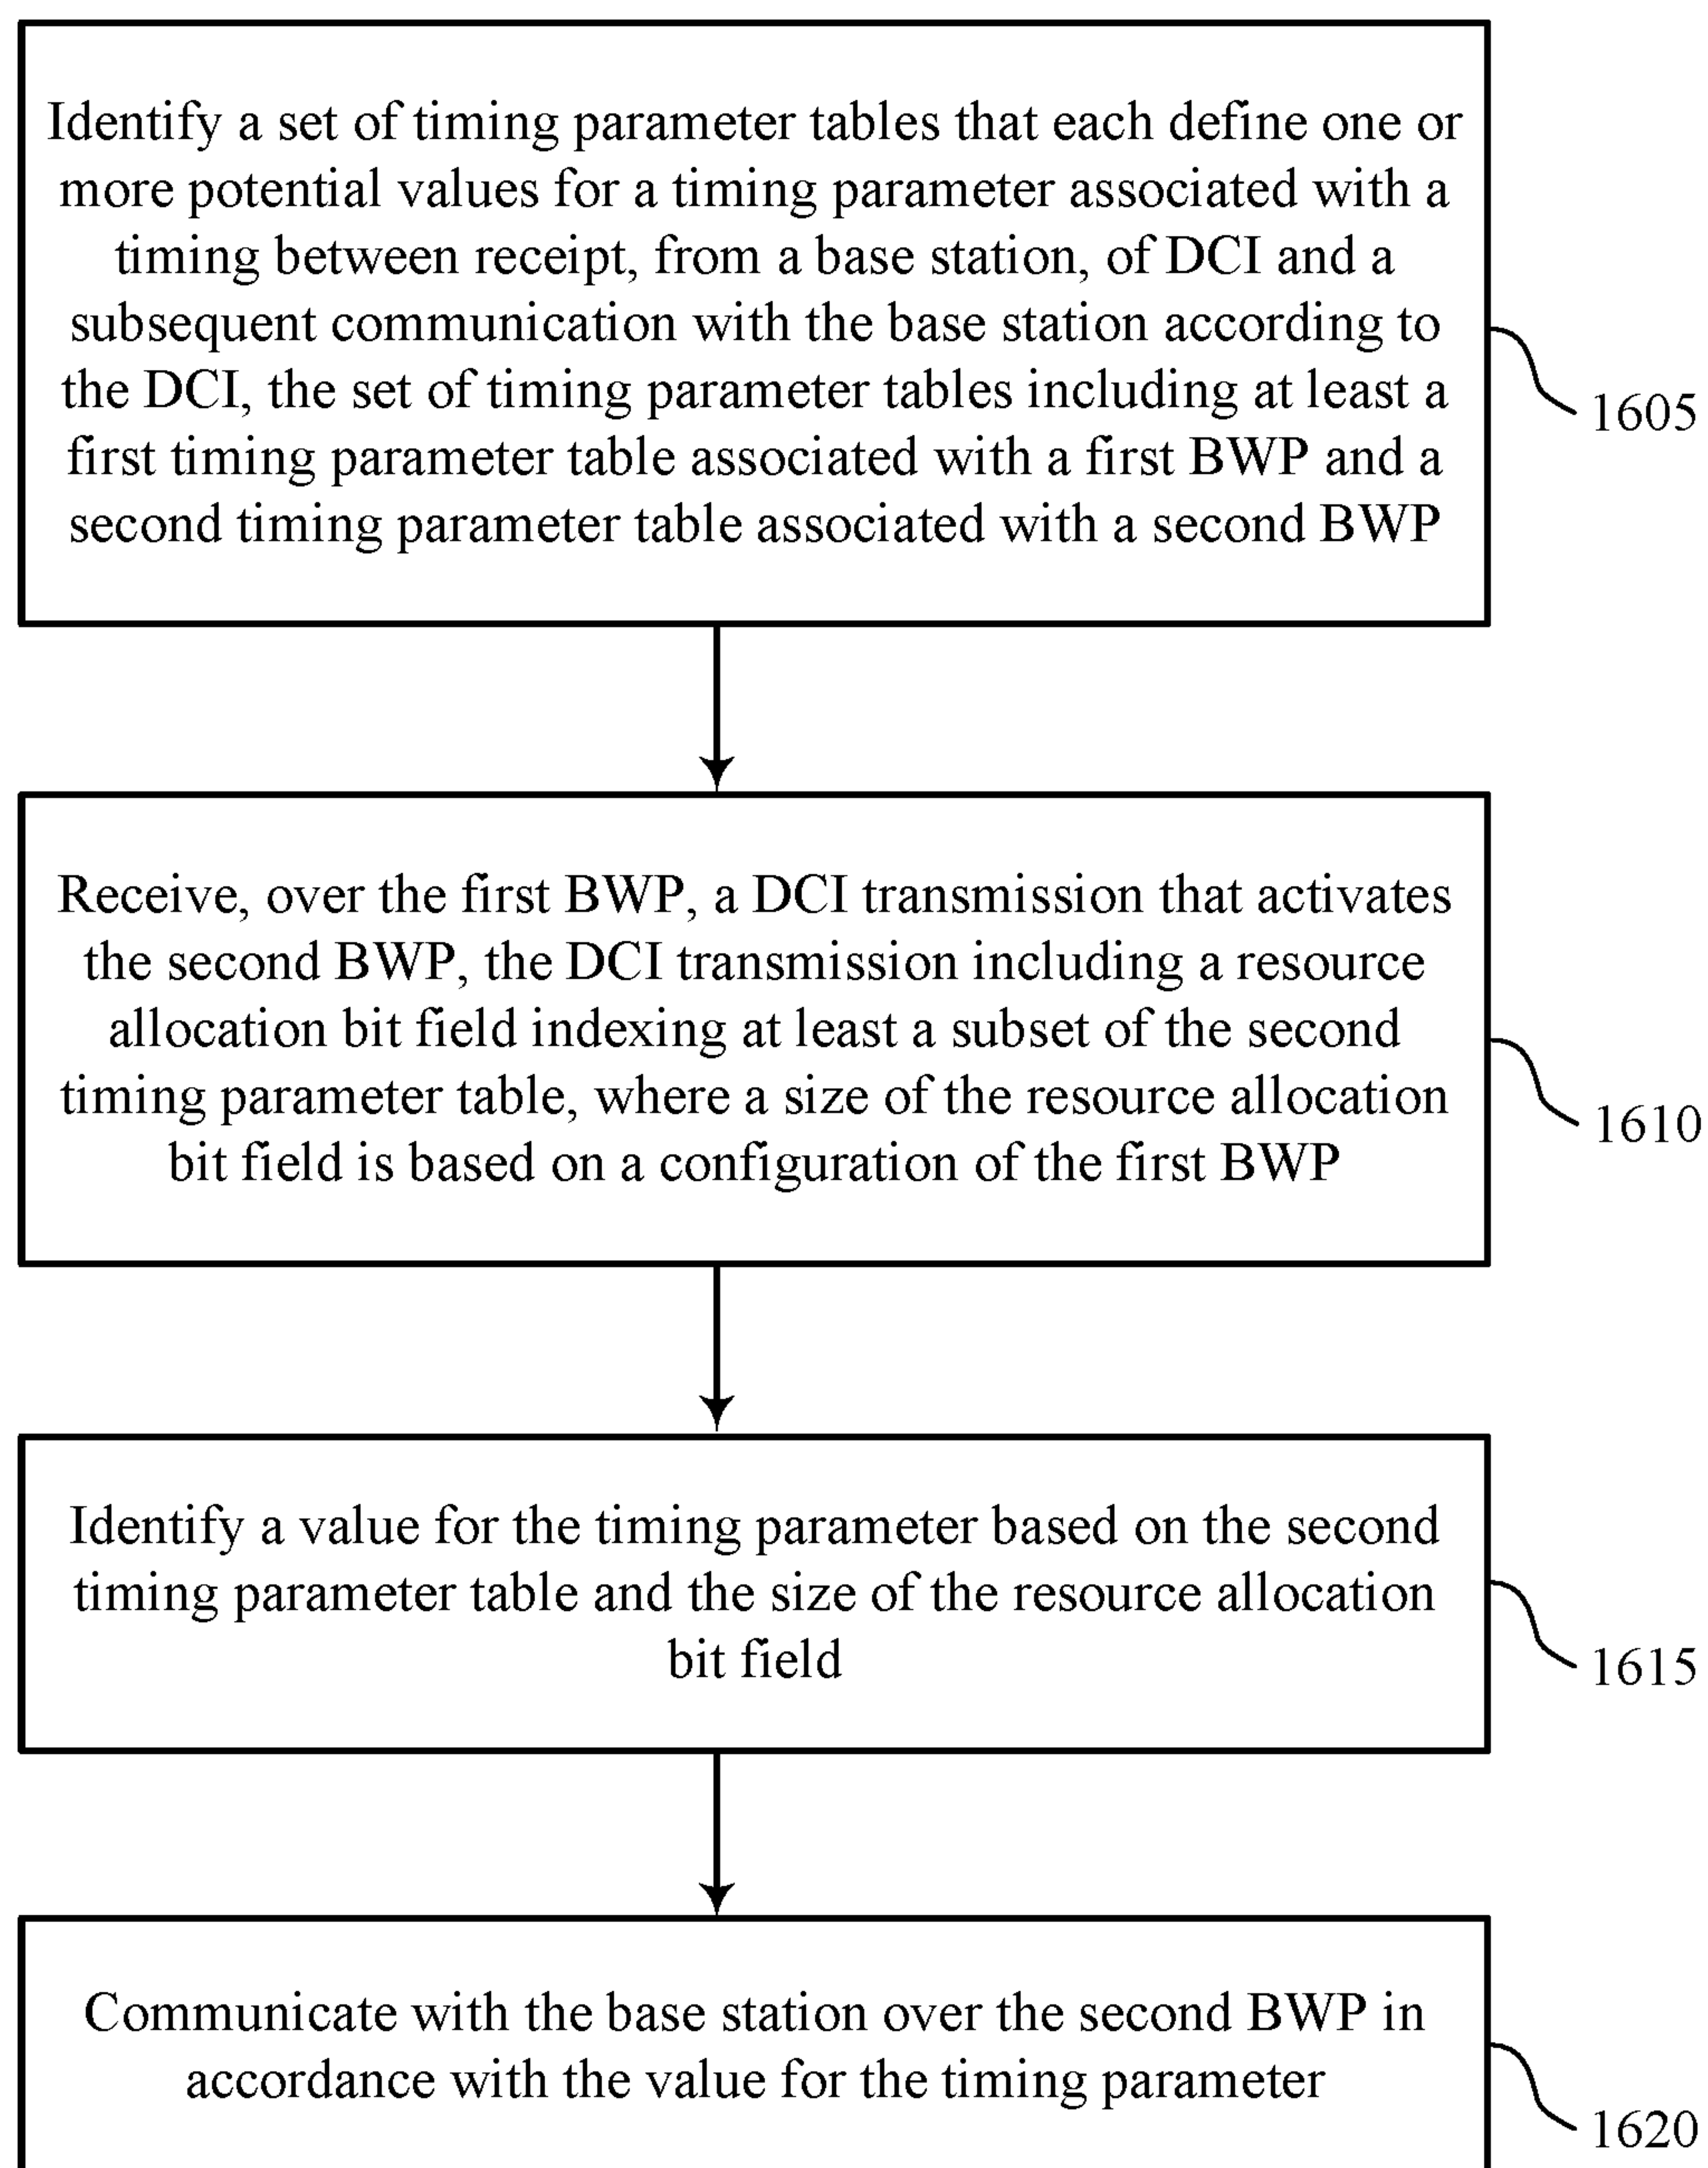 Identify a set of timing parameter tables that each define one or
more potential values for a timing parameter associated with a
timing between receipt, from a base station, of DCI and a
subsequent communication with the base station according to
the DCI, the set of timing parameter tables including at least a
first timing parameter table associated with a first BWP and a
second timing parameter table associated with a second BWP
1605
Receive, over the first BWP, a DCI transmission that activates
the second BWP, the DCI transmission including a resource
allocation bit field indexing at least a subset of the second
timing parameter table, where a size of the resource allocation
bit field is based on a configuration of the first BWP
1610
Identify a value for the timing parameter based on the second
timing parameter table and the size of the resource allocation
bit field
1615
Communicate with the base station over the second BWP in
accordance with the value for the timing parameter
1620